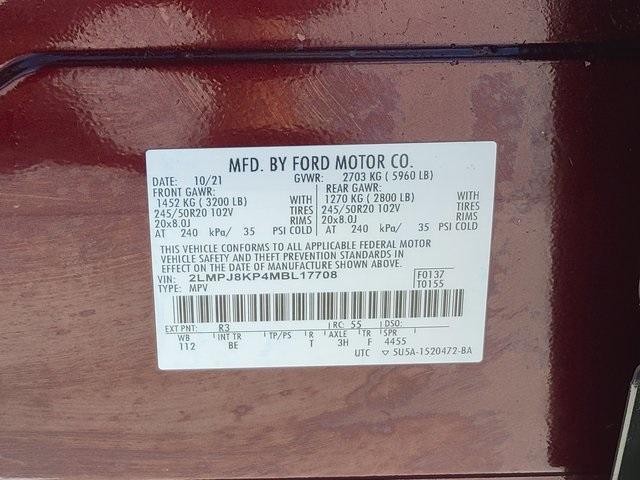 MFD. BY FORD MOTOR CO.
DATE: 10/21 GVWR: 2703 KG ( 5960 LB)
FRONT GAWR: REAR GAWR:
1452 KG ( 3200 LB) WITH 1270 KG ( 2800 LB) WITH
245/50R20 102V TIRES 245/50R20 102V TIRES
20x8.0J RIMS 20x8.0J RIMS
AT 240 kPa/ 35 PSI COLD AT 240 kPa/ 35 PSI COLD
THIS VEHICLE CONFORMS TO ALL APPLICABLE FEDERAL MOTOR
VEHICLE SAFETY AND THEFT PREVENTION STANDARDS IN
EFFECT ON THE DATE OF MANUFACTURE SHOWN ABOVE.
VIN: 2LMPJ8KP4MBL17708 F0137
TYPE: MPV T0155
EXT PNT: R3 RC: 55 DSO:
WB INT TR TP/PS R AXLE TR SPR
112 BE T 3H F 4455
UTC ▽ 5U5A-1520472-BA